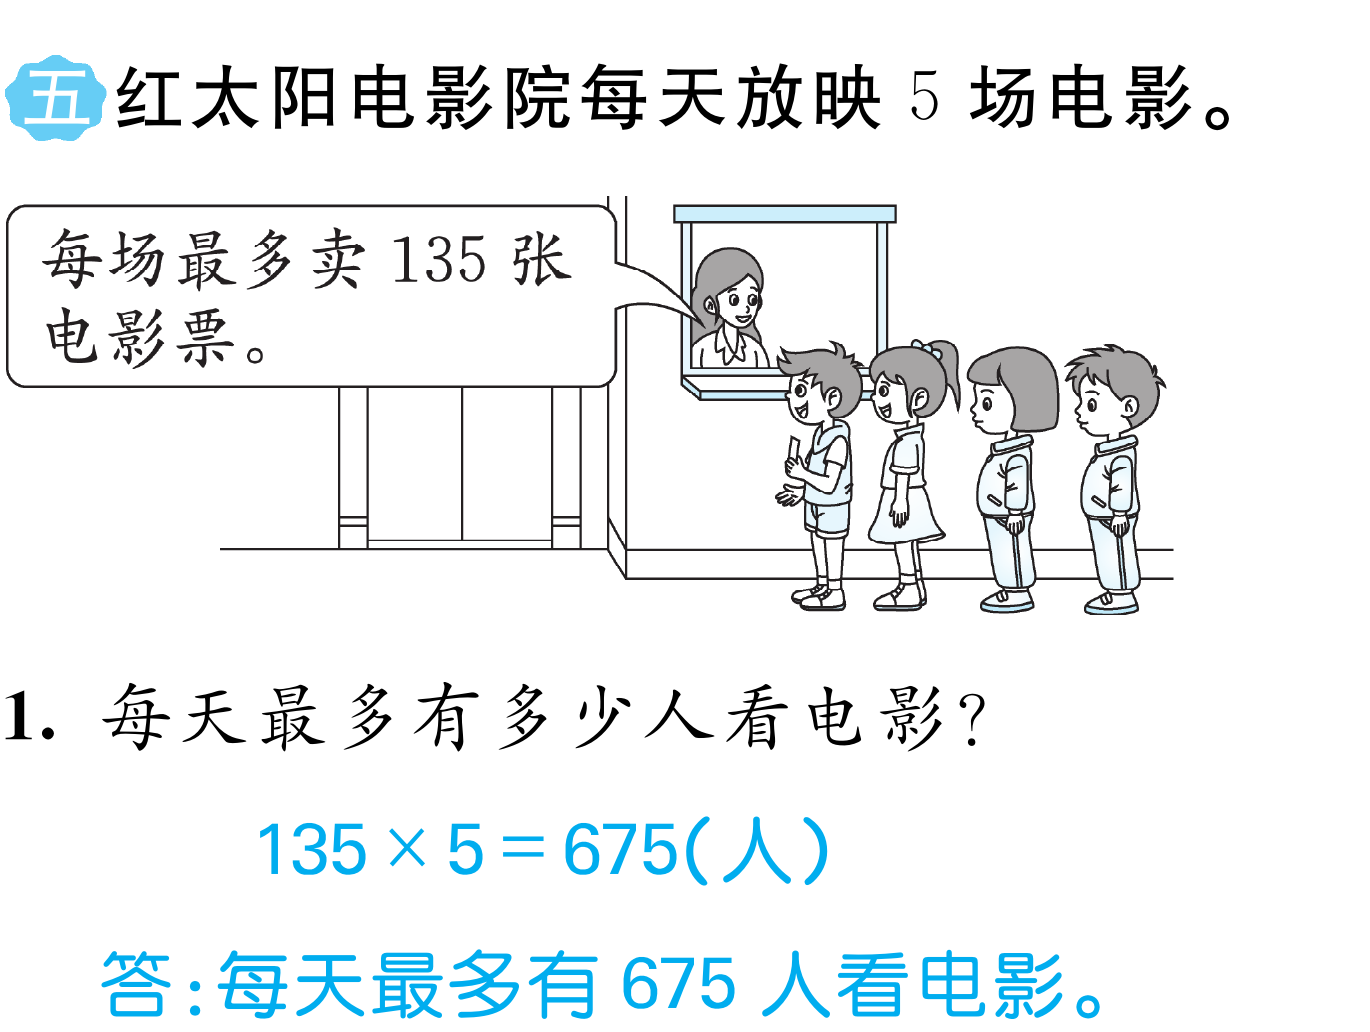 五 红太阳电影院每天放映 5 场电影。
每场最多卖 135 张
电影票。
1. 每天最多有多少人看电影?
135 × 5 = 675(人)
答:每天最多有 675 人看电影。